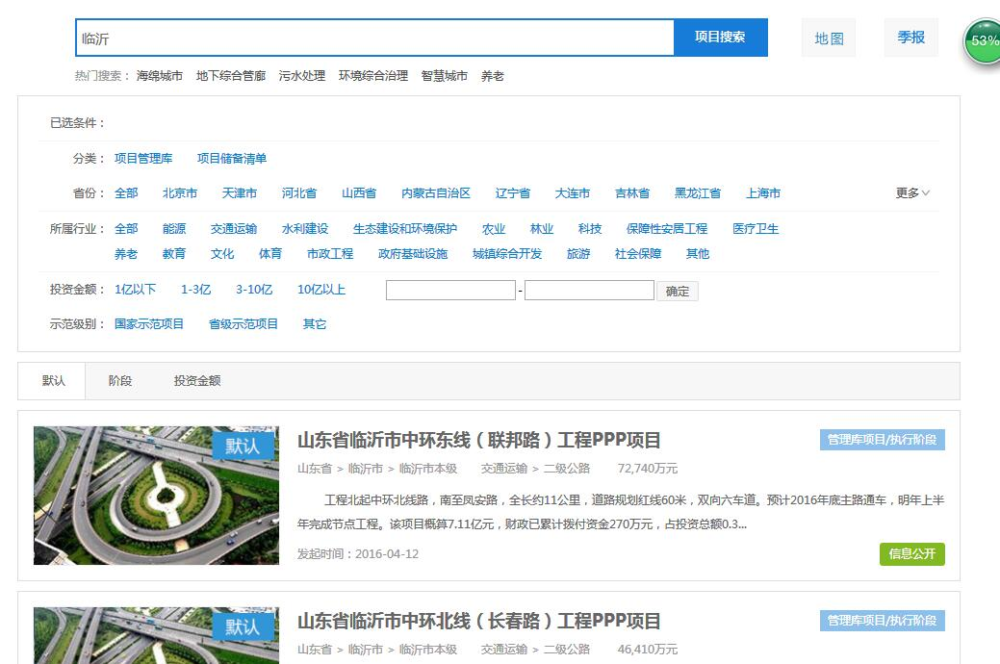 临沂 项目搜索 地图 季报 53%
热门搜索： 海绵城市 地下综合管廊 污水处理 环境综合治理 智慧城市 养老
已选条件：
分类： 项目管理库 项目储备清单
省份： 全部 北京市 天津市 河北省 山西省 内蒙古自治区 辽宁省 大连市 吉林省 黑龙江省 上海市 更多
所属行业： 全部 能源 交通运输 水利建设 生态建设和环境保护 农业 林业 科技 保障性安居工程 医疗卫生
养老 教育 文化 体育 市政工程 政府基础设施 城镇综合开发 旅游 社会保障 其他
投资金额： 1亿以下 1-3亿 3-10亿 10亿以上 - 确定
示范级别： 国家示范项目 省级示范项目 其它
默认 阶段 投资金额
默认 山东省临沂市中环东线（联邦路）工程PPP项目 管理库项目/执行阶段
山东省 > 临沂市 > 临沂市本级 交通运输 > 二级公路 72,740万元
工程北起中环北线路，南至凤安路，全长约11公里，道路规划红线60米，双向六车道。预计2016年底主路通车，明年上半
年完成节点工程。该项目概算7.11亿元，财政已累计拨付资金270万元，占投资总额0.3...
发起时间：2016-04-12 信息公开
默认 山东省临沂市中环北线（长春路）工程PPP项目 管理库项目/执行阶段
山东省 > 临沂市 > 临沂市本级 交通运输 > 二级公路 46,410万元